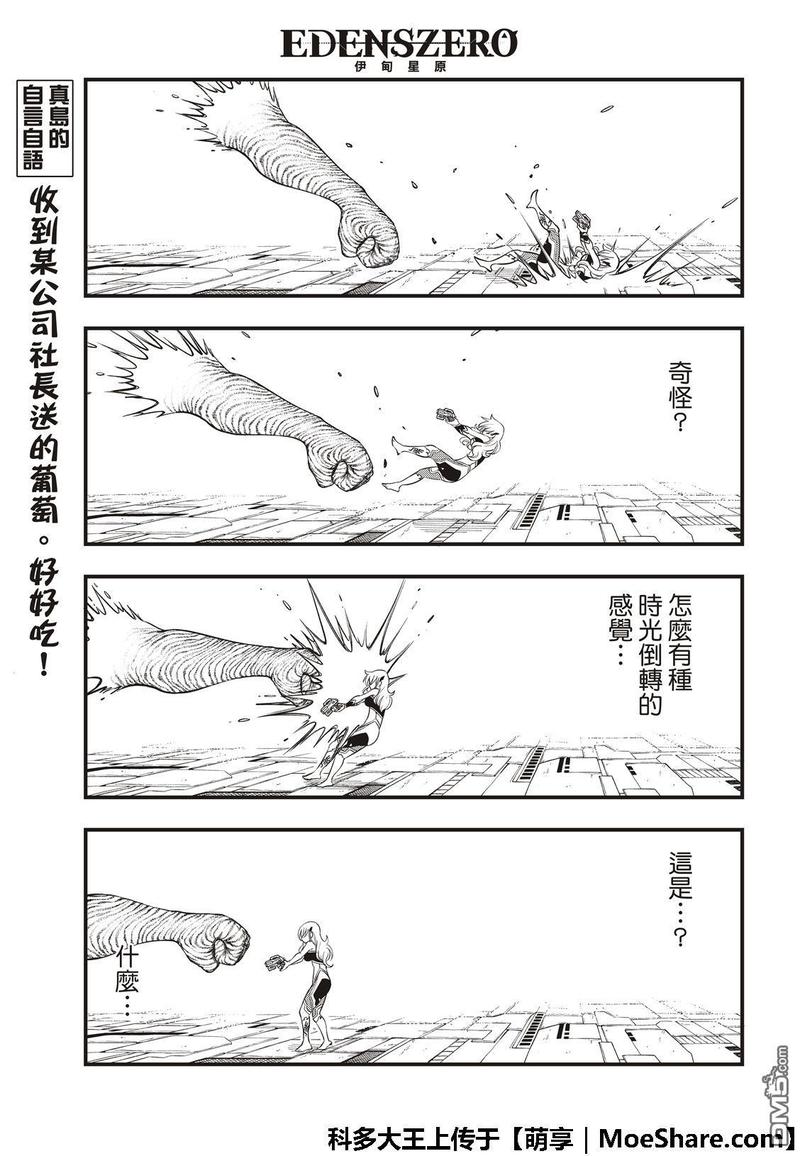 EDENSZERO
伊甸星原
真島的
自言自語
收到某公司社長送的葡萄。好好吃！
奇怪？
怎麼有種
時光倒轉的
感覺…
這是…？
什麼…
科多大王上传于【萌享｜MoeShare.com】
DM5.com